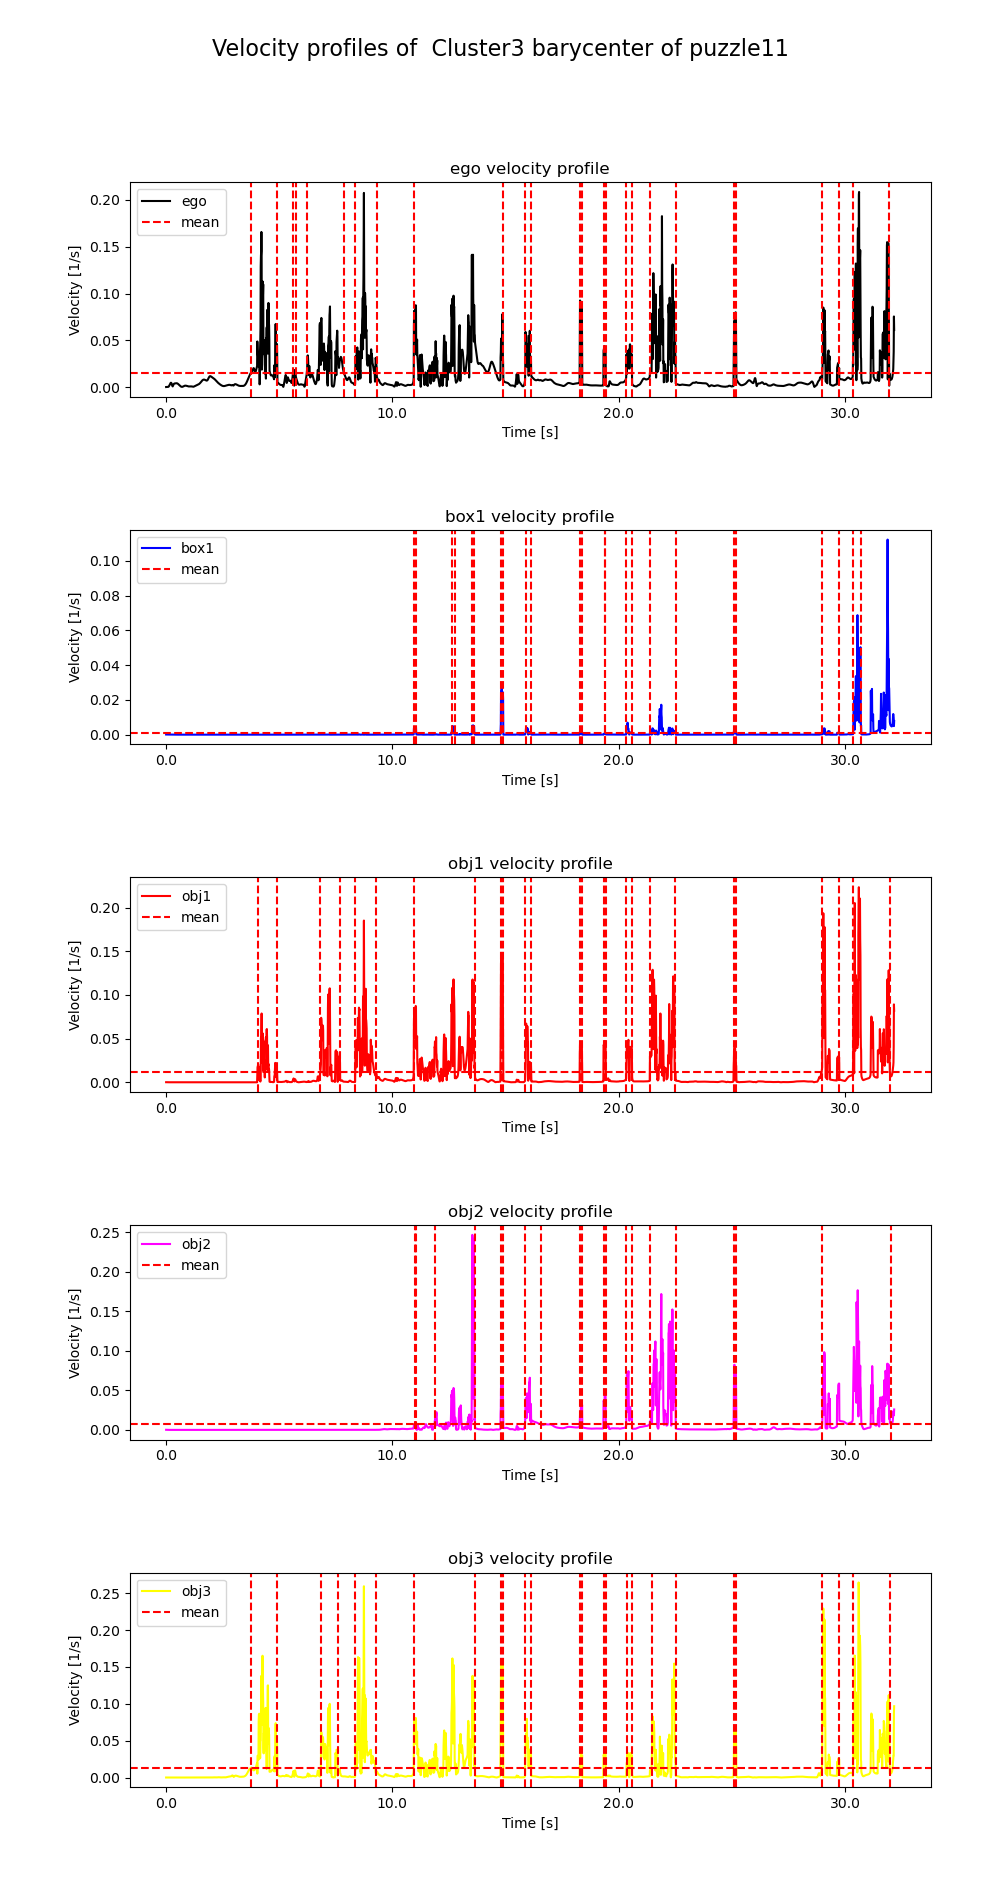 Velocity profiles of  Cluster3 barycenter of puzzle11
ego velocity profile
ego
mean
0.20
0.15
0.10
0.05
0.00
Velocity [1/s]
0.0 10.0 20.0 30.0
Time [s]
box1 velocity profile
box1
mean
0.10
0.08
0.06
0.04
0.02
0.00
Velocity [1/s]
0.0 10.0 20.0 30.0
Time [s]
obj1 velocity profile
obj1
mean
0.20
0.15
0.10
0.05
0.00
Velocity [1/s]
0.0 10.0 20.0 30.0
Time [s]
obj2 velocity profile
obj2
mean
0.25
0.20
0.15
0.10
0.05
0.00
Velocity [1/s]
0.0 10.0 20.0 30.0
Time [s]
obj3 velocity profile
obj3
mean
0.25
0.20
0.15
0.10
0.05
0.00
Velocity [1/s]
0.0 10.0 20.0 30.0
Time [s]